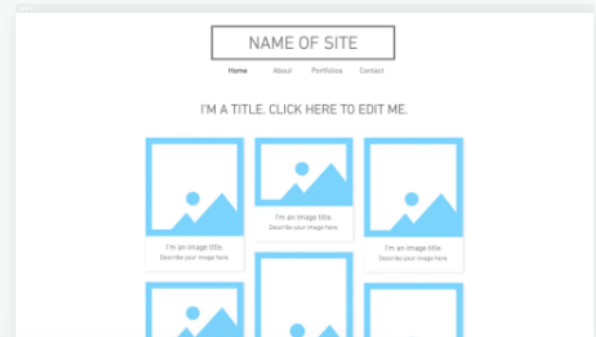 NAME OF SITE
Home About Portfolios Contact
I'M A TITLE. CLICK HERE TO EDIT ME.
I'm an image title.
Describe your image here.
I'm an image title.
Describe your image here.
I'm an image title.
Describe your image here.